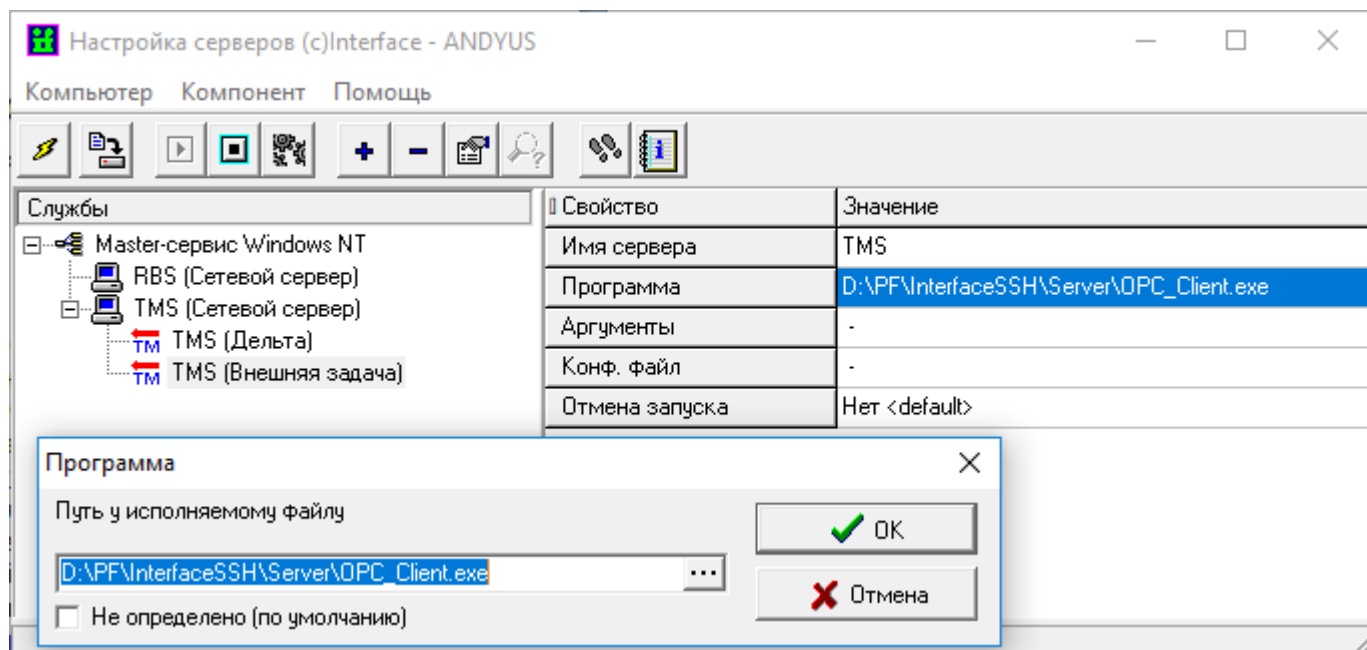 Настройка серверов (c)Interface - ANDYUS
Компьютер Компонент Помощь
Службы
Master-сервис Windows NT
RBS (Сетевой сервер)
TMS (Сетевой сервер)
TM TMS (Дельта)
TM TMS (Внешняя задача)
Свойство Значение
Имя сервера TMS
Программа D:\PF\InterfaceSSH\Server\OPC_Client.exe
Аргументы -
Конф. файл -
Отмена запуска Нет <default>
Программа
Путь у исполняемому файлу
D:\PF\InterfaceSSH\Server\OPC_Client.exe ...
Не определено (по умолчанию)
OK
Отмена